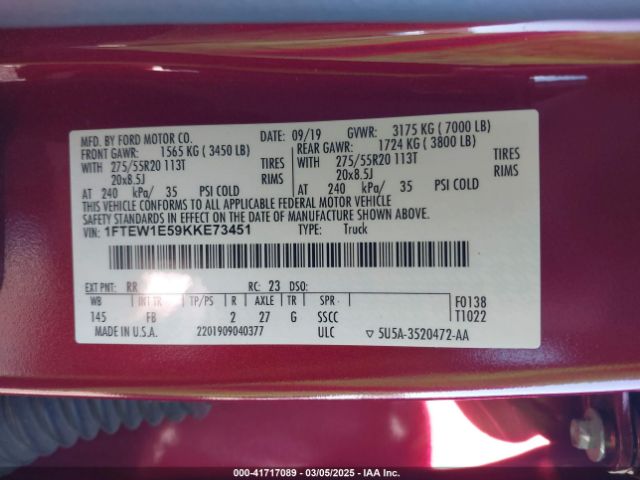 MFD. BY FORD MOTOR CO. DATE: 09/19 GVWR: 3175 KG ( 7000 LB)
FRONT GAWR: 1565 KG ( 3450 LB) REAR GAWR: 1724 KG ( 3800 LB)
WITH 275/55R20 113T TIRES WITH 275/55R20 113T TIRES
20x8.5J RIMS 20x8.5J RIMS
AT 240 kPa/ 35 PSI COLD AT 240 kPa/ 35 PSI COLD
THIS VEHICLE CONFORMS TO ALL APPLICABLE FEDERAL MOTOR VEHICLE
SAFETY STANDARDS IN EFFECT ON THE DATE OF MANUFACTURE SHOWN ABOVE.
VIN: 1FTEW1E59KKE73451 TYPE: Truck
EXT PNT: RR RC: 23 DSO:
WB INT TR TP/PS R AXLE TR SPR F0138
145 FB 2 27 G SSCC T1022
MADE IN U.S.A. 2201909040377 ULC ▽ 5U5A-3520472-AA
000-41717089 - 03/05/2025 - IAA Inc.